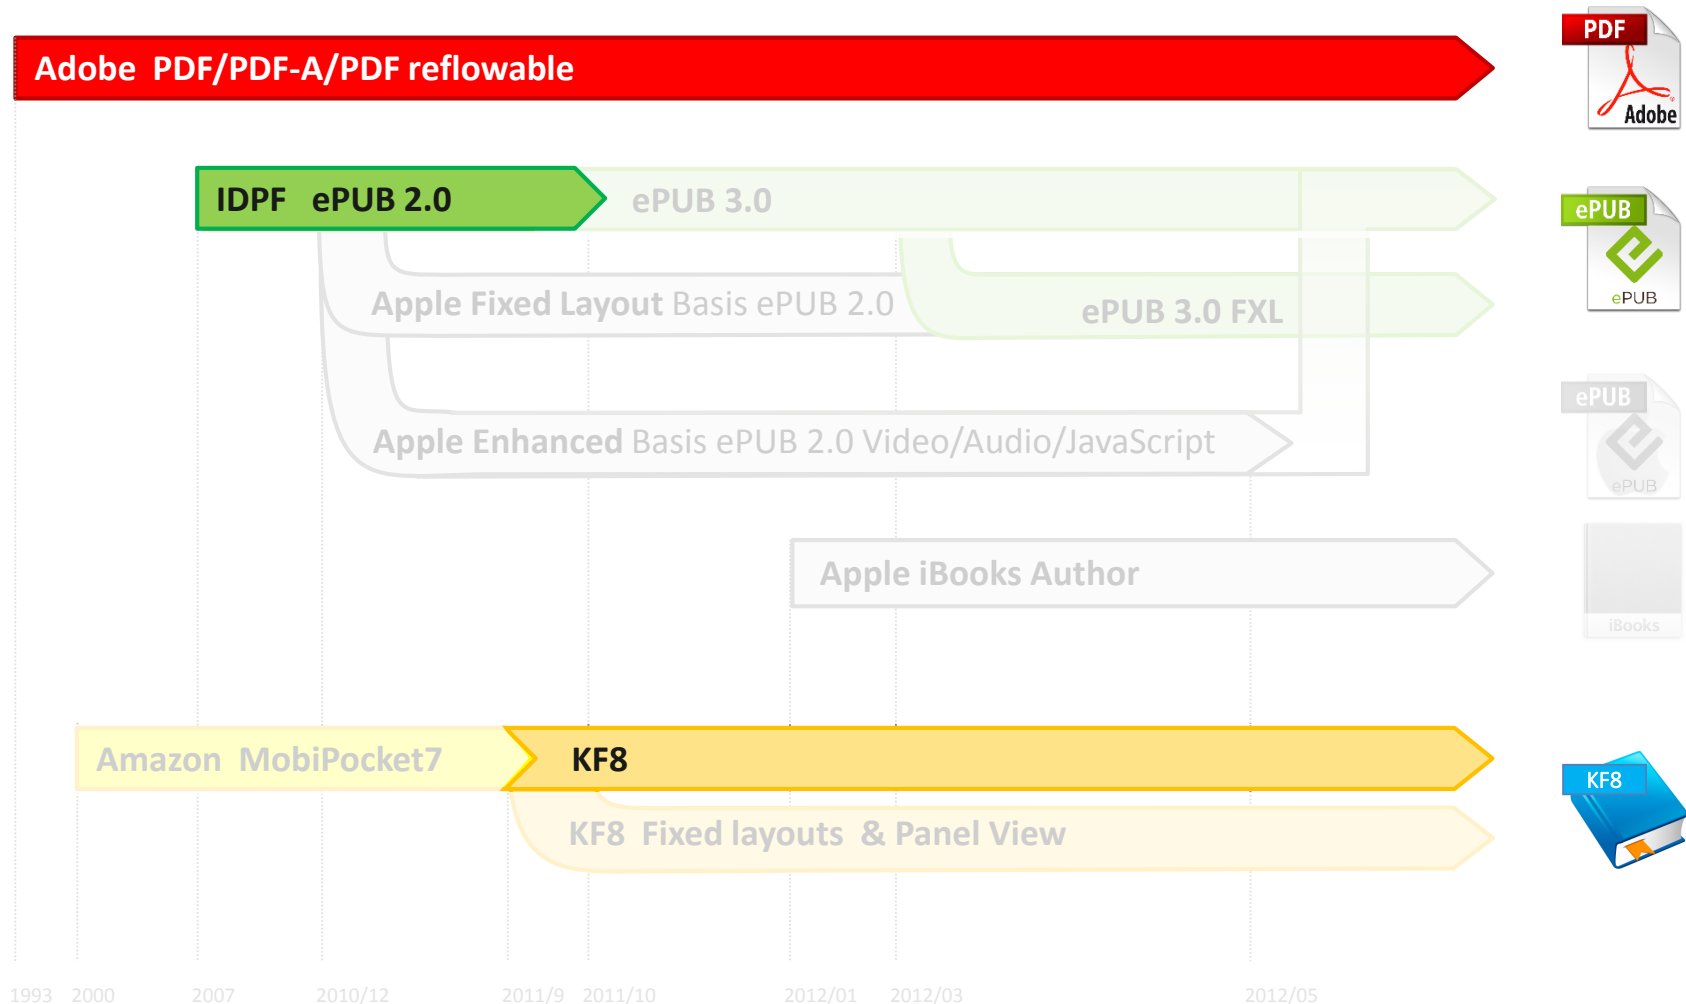 Adobe PDF/PDF-A/PDF reflowable
PDF
Adobe
IDPF ePUB 2.0
ePUB 3.0
ePUB
ePUB
Apple Fixed Layout Basis ePUB 2.0
ePUB 3.0 FXL
Apple Enhanced Basis ePUB 2.0 Video/Audio/JavaScript
ePUB
ePUB
Apple iBooks Author
iBooks
Amazon MobiPocket7
KF8
KF8
KF8 Fixed layouts & Panel View
1993 2000 2007 2010/12 2011/9 2011/10 2012/01 2012/03 2012/05